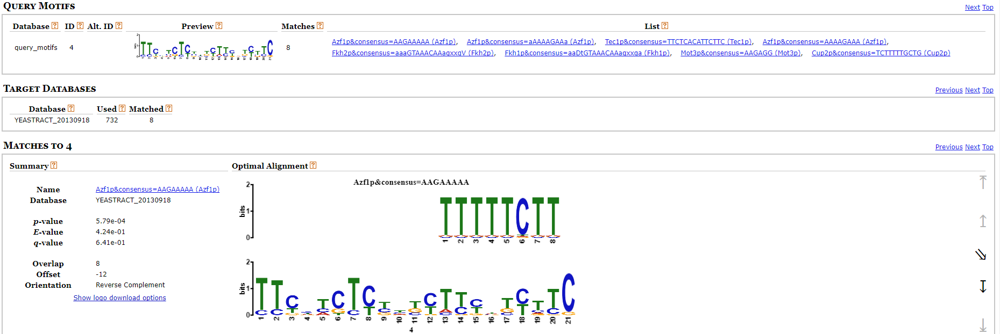 QUERY MOTIFS
Next Top
Database ? ID ? Alt. ID ? Preview ? Matches ? List ?
query_motifs 4 8
Azf1p&consensus=AAGAAAAA (Azf1p), Azf1p&consensus=aAAAAGAAa (Azf1p), Tec1p&consensus=TTCTCACATTCTTC (Tec1p), Azf1p&consensus=AAAAGAAA (Azf1p),
Fkh2p&consensus=aaaGTAAACAAaqxxqV (Fkh2p), Fkh1p&consensus=aaDtGTAAACAAaqxxqa (Fkh1p), Mot3p&consensus=AAGAGG (Mot3p), Cup2p&consensus=TCTTTTTGCTG (Cup2p)
TARGET DATABASES
Previous Next Top
Database ? Used ? Matched ?
YEASTRACT_20130918 732 8
MATCHES TO 4
Previous Next Top
Summary ?
Name Azf1p&consensus=AAGAAAAA (Azf1p)
Database YEASTRACT_20130918
p-value 5.79e-04
E-value 4.24e-01
q-value 6.41e-01
Overlap 8
Offset -12
Orientation Reverse Complement
Show logo download options
Optimal Alignment ?
Azf1p&consensus=AAGAAAAA
2
bits
1
0
TTTTTCTT
1 2 3 4 5 6 7 8
2
bits
1
0
1 2 3 4 5 6 7 8 9 10 11 12 13 14 15 16 17 18 19 20 21
4